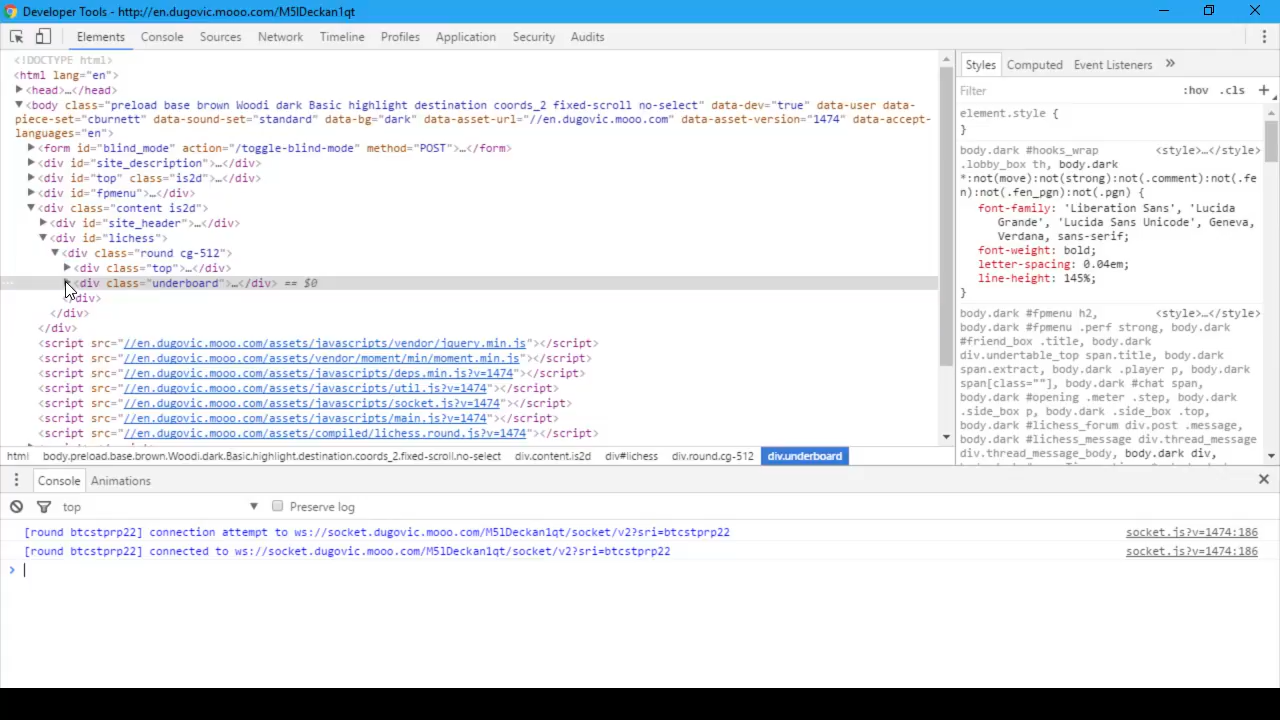 Developer Tools - http://en.dugovic.mooo.com/M5lDeckan1qt
Elements Console Sources Network Timeline Profiles Application Security Audits
<!DOCTYPE html>
<html lang="en">
<head>…</head>
<body class="preload base brown Woodi dark Basic highlight destination coords_2 fixed-scroll no-select" data-dev="true" data-user data-
piece-set="cburnett" data-sound-set="standard" data-bg="dark" data-asset-url="//en.dugovic.mooo.com" data-asset-version="1474" data-accept-
languages="en">
<form id="blind_mode" action="/toggle-blind-mode" method="POST">…</form>
<div id="site_description">…</div>
<div id="top" class="is2d">…</div>
<div id="fpmenu">…</div>
<div class="content is2d">
<div id="site_header">…</div>
<div id="lichess">
<div class="round cg-512">
<div class="top">…</div>
<div class="underboard">…</div> == $0
</div>
</div>
</div>
<script src="//en.dugovic.mooo.com/assets/javascripts/vendor/jquery.min.js"></script>
<script src="//en.dugovic.mooo.com/assets/vendor/moment/min/moment.min.js"></script>
<script src="//en.dugovic.mooo.com/assets/javascripts/deps.min.js?v=1474"></script>
<script src="//en.dugovic.mooo.com/assets/javascripts/util.js?v=1474"></script>
<script src="//en.dugovic.mooo.com/assets/javascripts/socket.js?v=1474"></script>
<script src="//en.dugovic.mooo.com/assets/javascripts/main.js?v=1474"></script>
<script src="//en.dugovic.mooo.com/assets/compiled/lichess.round.js?v=1474"></script>
html body.preload.base.brown.Woodi.dark.Basic.highlight.destination.coords_2.fixed-scroll.no-select div.content.is2d div#lichess div.round.cg-512 div.underboard
Styles Computed Event Listeners »
Filter :hov .cls +
element.style {
}
body.dark #hooks_wrap <style>…</style>
.lobby_box th, body.dark
*:not(move):not(strong):not(.comment):not(.fe
n):not(.fen_pgn):not(.pgn) {
font-family: 'Liberation Sans', 'Lucida
Grande', 'Lucida Sans Unicode', Geneva,
Verdana, sans-serif;
font-weight: bold;
letter-spacing: 0.04em;
line-height: 145%;
}
body.dark #fpmenu h2, <style>…</style>
body.dark #fpmenu .perf strong, body.dark
#friend_box .title, body.dark
div.undertable_top span.title, body.dark
span.extract, body.dark .player p, body.dark
span[class=""], body.dark #chat span,
body.dark #opening .meter .step, body.dark
.side_box p, body.dark .side_box .top,
body.dark #lichess_forum div.post .message,
body.dark #lichess_message div.thread_message
div.thread_message_body, body.dark div,
Console Animations
top Preserve log
[round btcstprp22] connection attempt to ws://socket.dugovic.mooo.com/M5lDeckan1qt/socket/v2?sri=btcstprp22 socket.js?v=1474:186
[round btcstprp22] connected to ws://socket.dugovic.mooo.com/M5lDeckan1qt/socket/v2?sri=btcstprp22 socket.js?v=1474:186
>